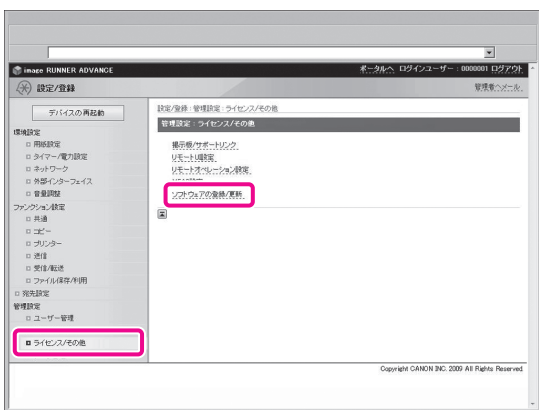 image RUNNER ADVANCE
ポータルへ ログインユーザー : 0000001 ログアウト
設定/登録
管理者へメール
デバイスの再起動
設定/登録 : 管理設定 : ライセンス/その他
管理設定 : ライセンス/その他
環境設定
用紙設定
タイマー/電力設定
ネットワーク
外部インターフェイス
音量調整
ファンクション設定
共通
コピー
プリンター
送信
受信/転送
ファイル保存/利用
宛先設定
管理設定
ユーザー管理
ライセンス/その他
掲示板/サポートリンク
リモートUI設定
リモートオペレーション設定
ソフトウェアの登録/更新
Copyright CANON INC. 2009 All Rights Reserved